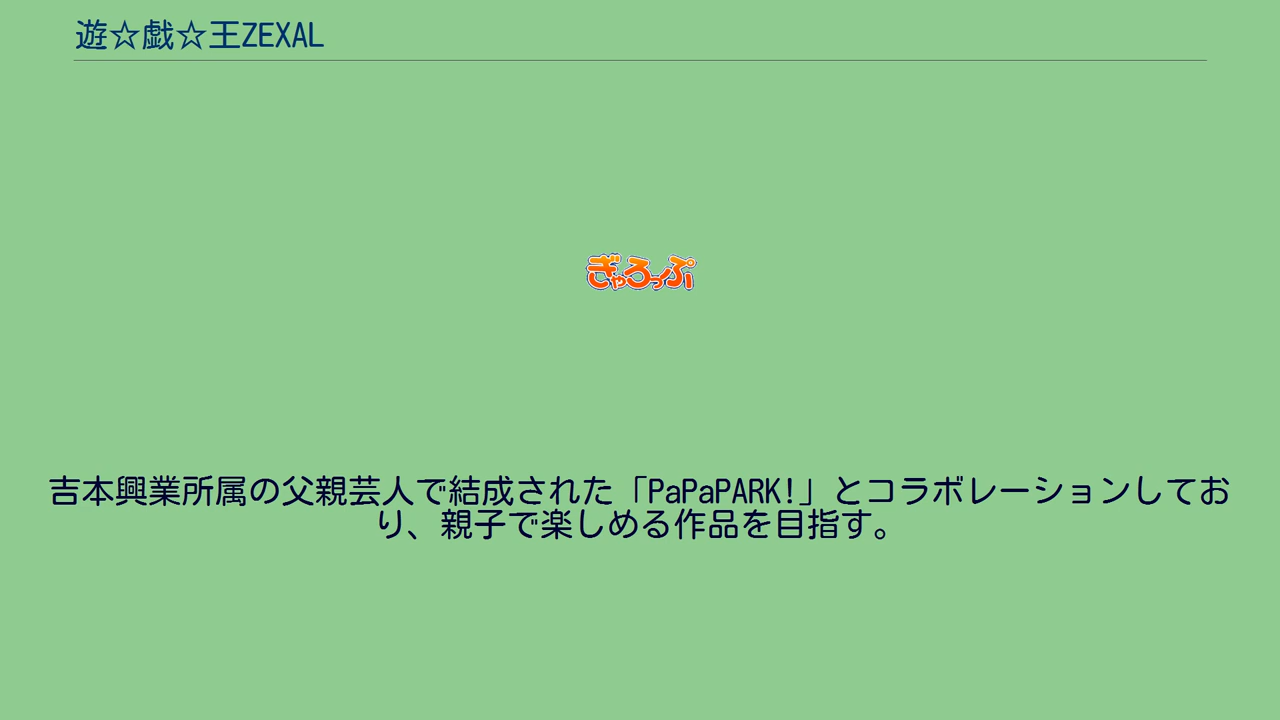 遊☆戯☆王ZEXAL
ぎゃろっぷ
吉本興業所属の父親芸人で結成された「PaPaPARK!」とコラボレーションしてお
り、親子で楽しめる作品を目指す。